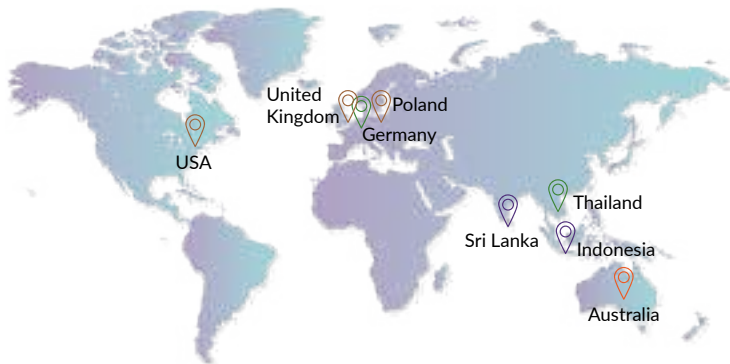 United
Kingdom
Poland
Germany
USA
Thailand
Sri Lanka
Indonesia
Australia